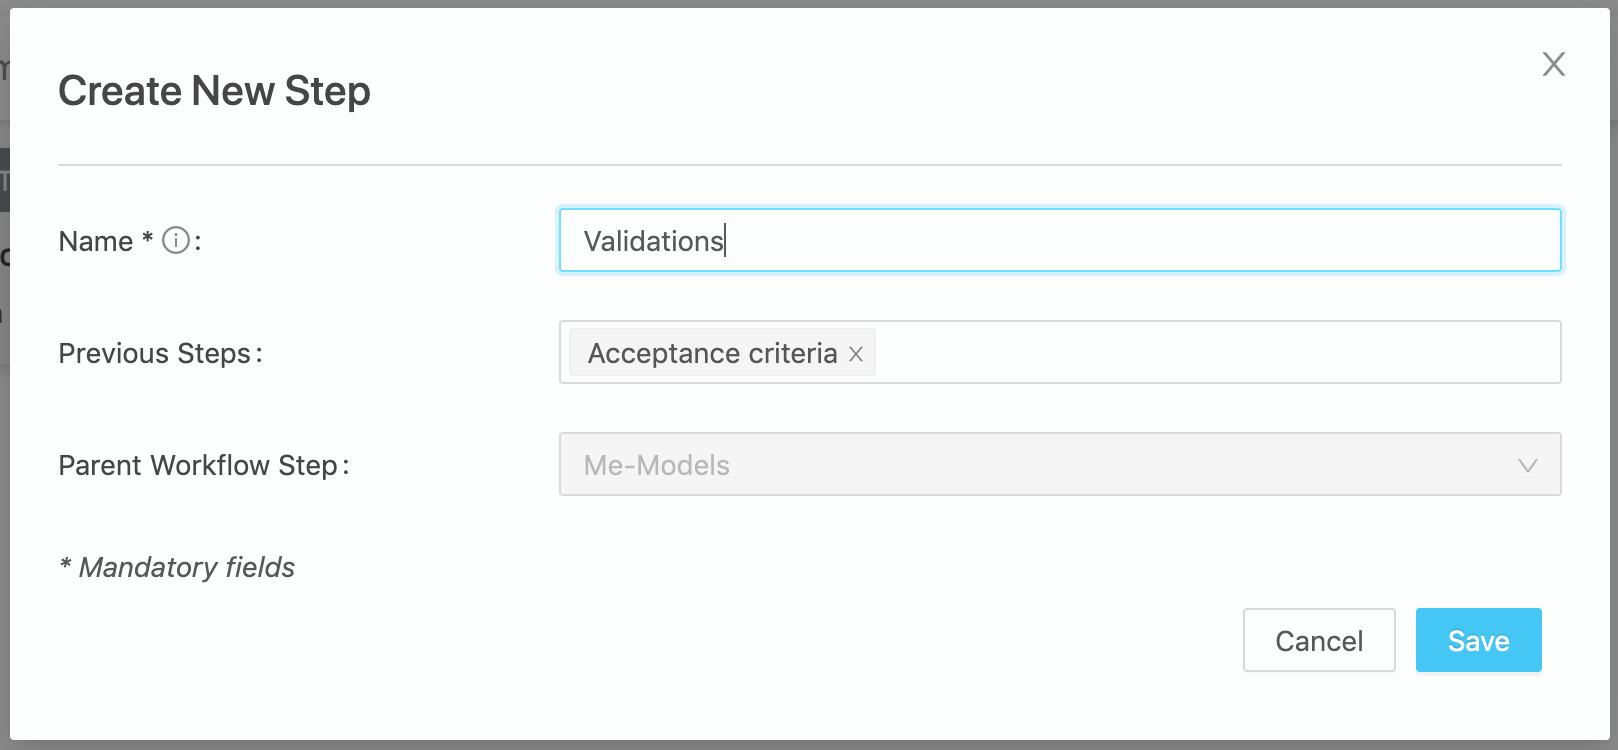 Create New Step
Name * :
Validations
Previous Steps:
Acceptance criteria
Parent Workflow Step:
Me-Models
* Mandatory fields
Cancel
Save